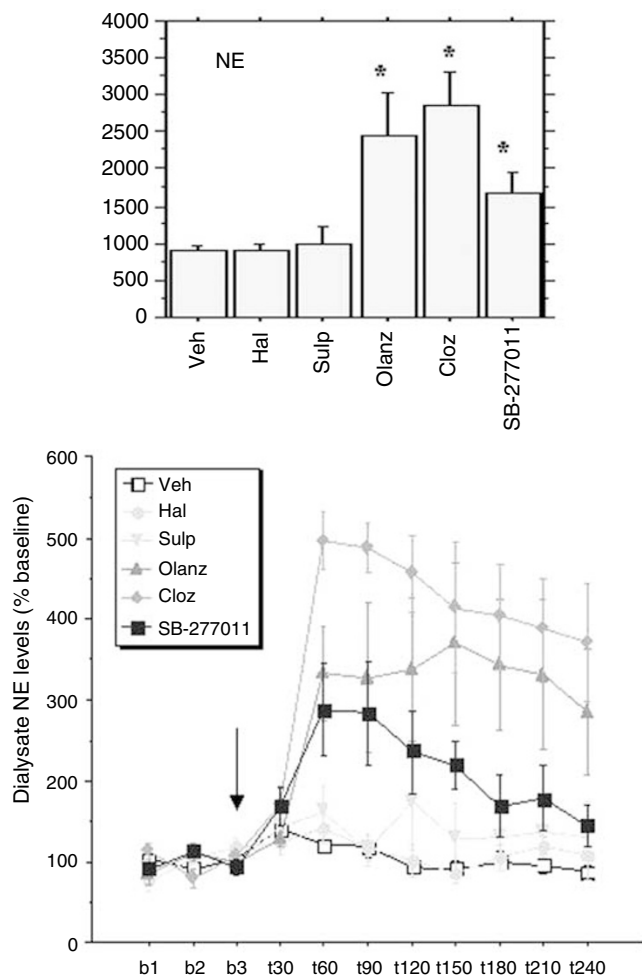 4000
3500
3000
2500
2000
1500
1000
500
0
NE
*
*
*
Veh
Hal
Sulp
Olanz
Cloz
SB-277011
Dialysate NE levels (% baseline)
600
500
400
300
200
100
0
Veh
Hal
Sulp
Olanz
Cloz
SB-277011
b1 b2 b3 t30 t60 t90 t120 t150 t180 t210 t240